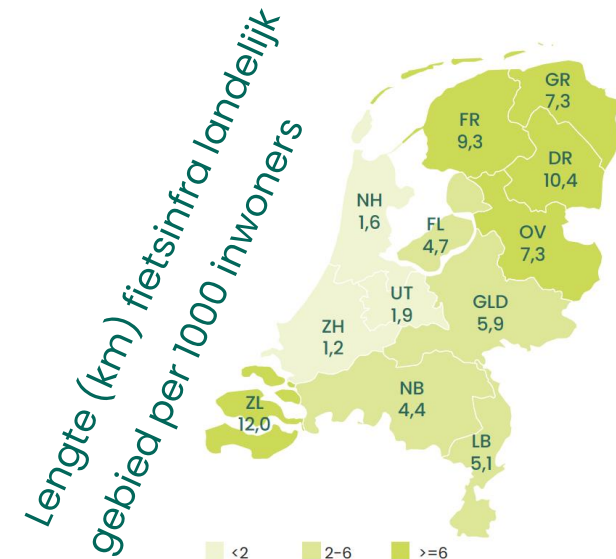 Lengte (km) fietsinfra landelijk
gebied per 1000 inwoners
GR
7,3
FR
9,3
DR
10,4
NH
1,6
FL
4,7
OV
7,3
UT
1,9
GLD
5,9
ZH
1,2
NB
4,4
ZL
12,0
LB
5,1
<2
2-6
>=6